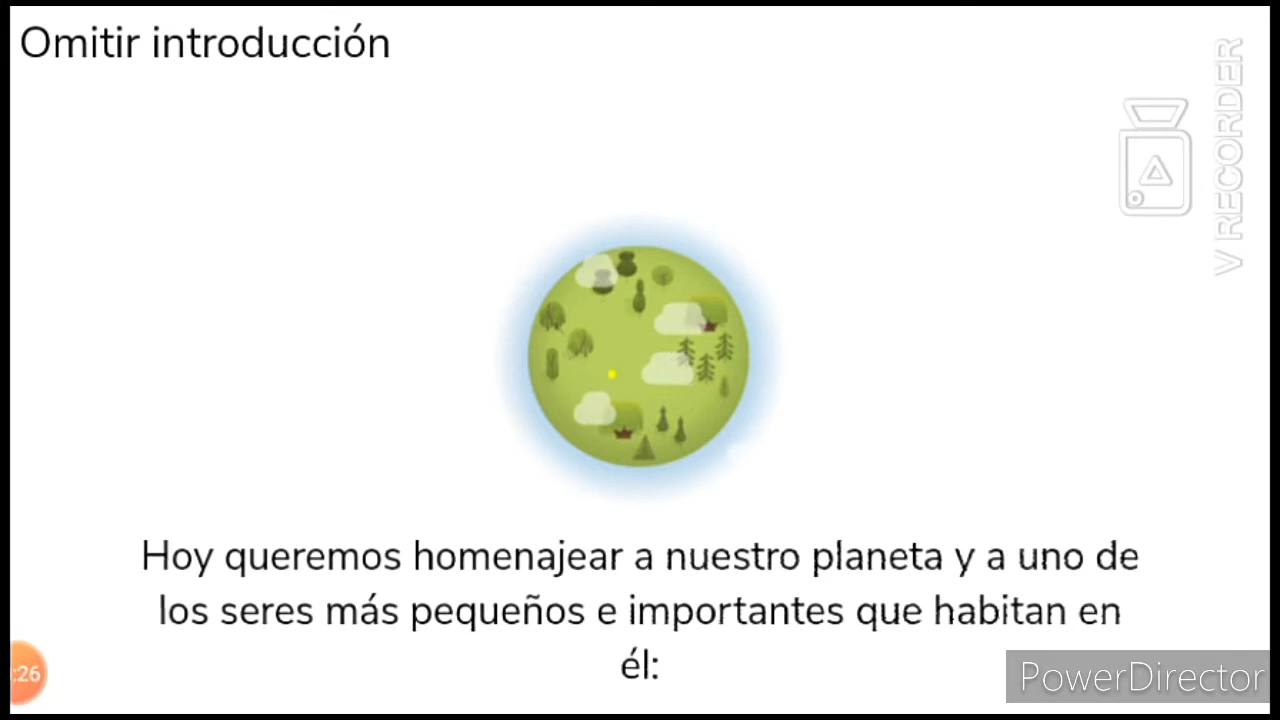 Omitir introducción
V RECORDER
Hoy queremos homenajear a nuestro planeta y a uno de
los seres más pequeños e importantes que habitan en
él:
:26
PowerDirector